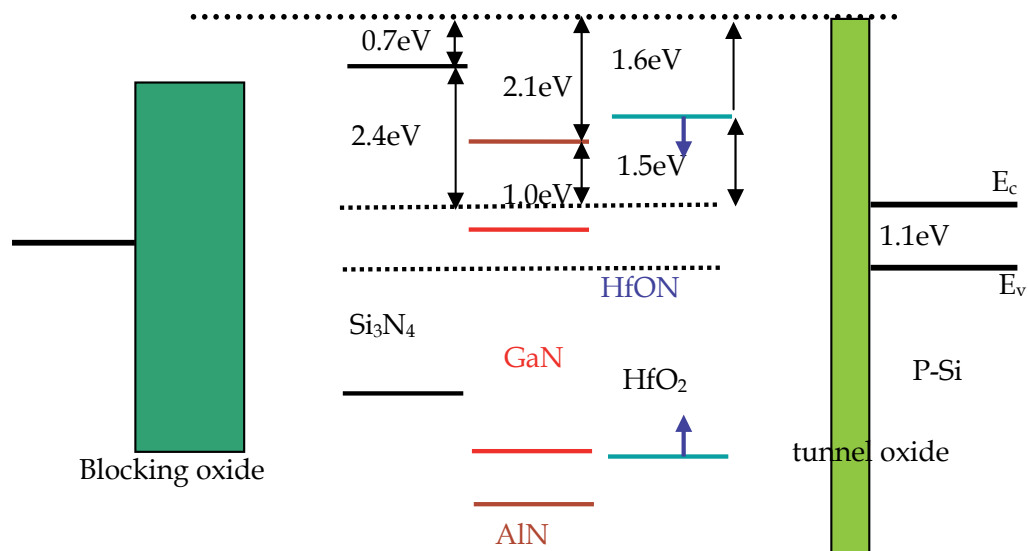 0.7eV
1.6eV
2.1eV
2.4eV
1.5eV
1.0eV
Ec
1.1eV
Ev
HfON
Si₃N₄
GaN
HfO₂
P-Si
tunnel oxide
Blocking oxide
AlN